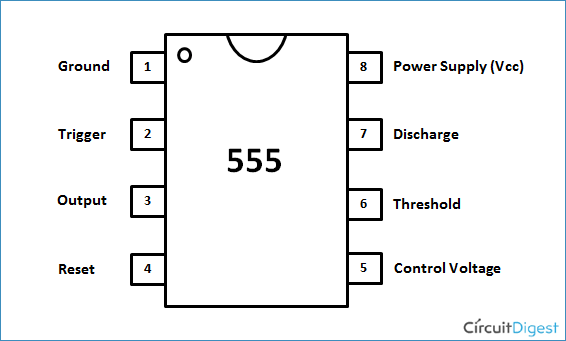 Ground 1 8 Power Supply (Vcc)
Trigger 2 7 Discharge
555
Output 3 6 Threshold
Reset 4 5 Control Voltage
CírcuitDigest